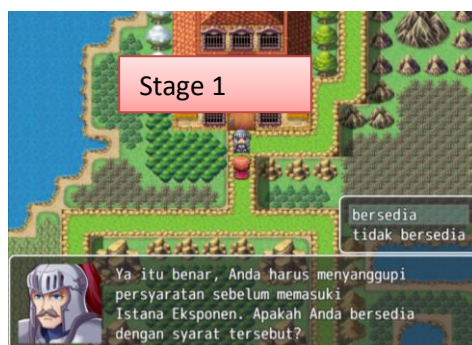 Stage 1
bersedia
tidak bersedia
Ya itu benar, Anda harus menyanggupi
persyaratan sebelum memasuki
Istana Eksponen. Apakah Anda bersedia
dengan syarat tersebut?